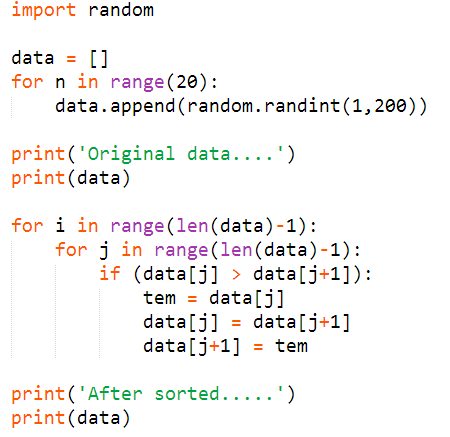 import random
data = []
for n in range(20):
    data.append(random.randint(1,200))
print('Original data....')
print(data)
for i in range(len(data)-1):
    for j in range(len(data)-1):
        if (data[j] > data[j+1]):
            tem = data[j]
            data[j] = data[j+1]
            data[j+1] = tem
print('After sorted.....')
print(data)